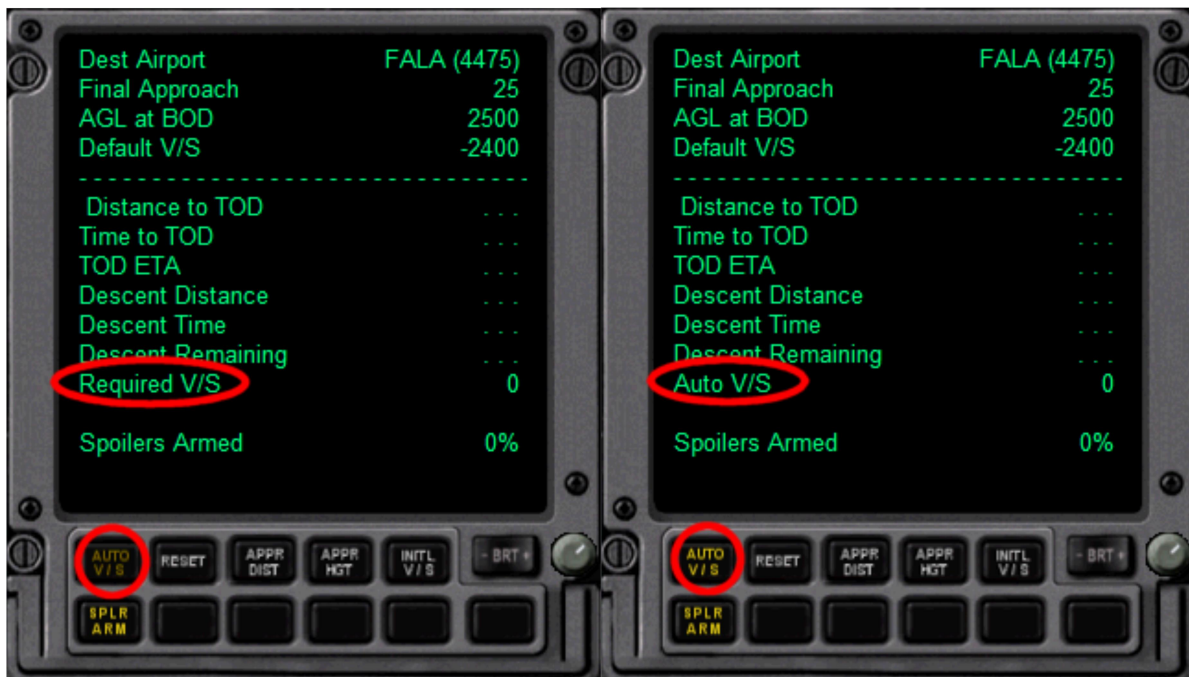 Dest Airport FALA (4475)
Final Approach 25
AGL at BOD 2500
Default V/S -2400
- - - - - - - - - - - - - - - - - - - - - - - - - - - - - - -
Distance to TOD . . .
Time to TOD . . .
TOD ETA . . .
Descent Distance . . .
Descent Time . . .
Descent Remaining . . .
Required V/S 0
Spoilers Armed 0%
AUTO V/S RESET APPR DIST APPR HGT INITL V/S - BRT +
SPLR ARM
Dest Airport FALA (4475)
Final Approach 25
AGL at BOD 2500
Default V/S -2400
- - - - - - - - - - - - - - - - - - - - - - - - - - - - - - -
Distance to TOD . . .
Time to TOD . . .
TOD ETA . . .
Descent Distance . . .
Descent Time . . .
Descent Remaining . . .
Auto V/S 0
Spoilers Armed 0%
AUTO V/S RESET APPR DIST APPR HGT INITL V/S - BRT +
SPLR ARM